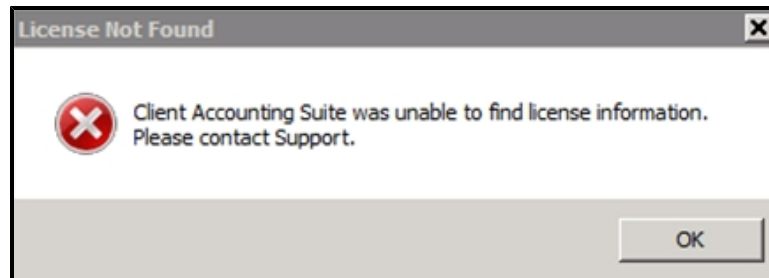 License Not Found
Client Accounting Suite was unable to find license information.
Please contact Support.
OK